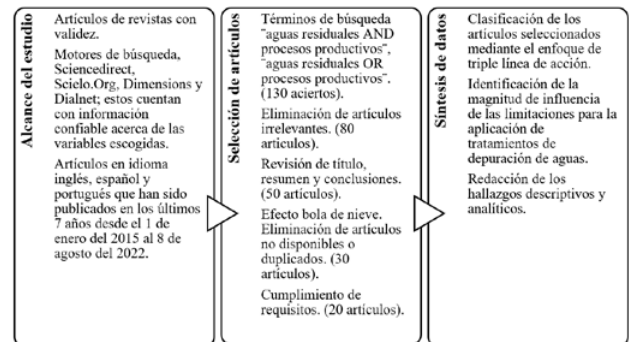 Alcance del estudio
Artículos de revistas con
validez.
Motores de búsqueda,
Sciencedirect,
Scielo.Org, Dimensions y
Dialnet; estos cuentan
con información
confiable acerca de las
variables escogidas.
Artículos en idioma
inglés, español y
portugués que han sido
publicados en los últimos
7 años desde el 1 de
enero del 2015 al 8 de
agosto del 2022.
Selección de artículos
Términos de búsqueda
"aguas residuales AND
procesos productivos",
"aguas residuales OR
procesos productivos".
(130 aciertos).
Eliminación de artículos
irrelevantes. (80
articulos).
Revisión de título,
resumen y conclusiones.
(50 artículos).
Efecto bola de nieve.
Eliminación de artículos
no disponibles o
duplicados. (30
artículos).
Cumplimiento de
requisitos. (20 artículos).
Síntesis de datos
Clasificación de los
artículos seleccionados
mediante el enfoque de
triple línea de acción.
Identificación de la
magnitud de influencia
de las limitaciones para la
aplicación de
tratamientos de
depuración de aguas.
Redacción de los
hallazgos descriptivos y
analíticos.